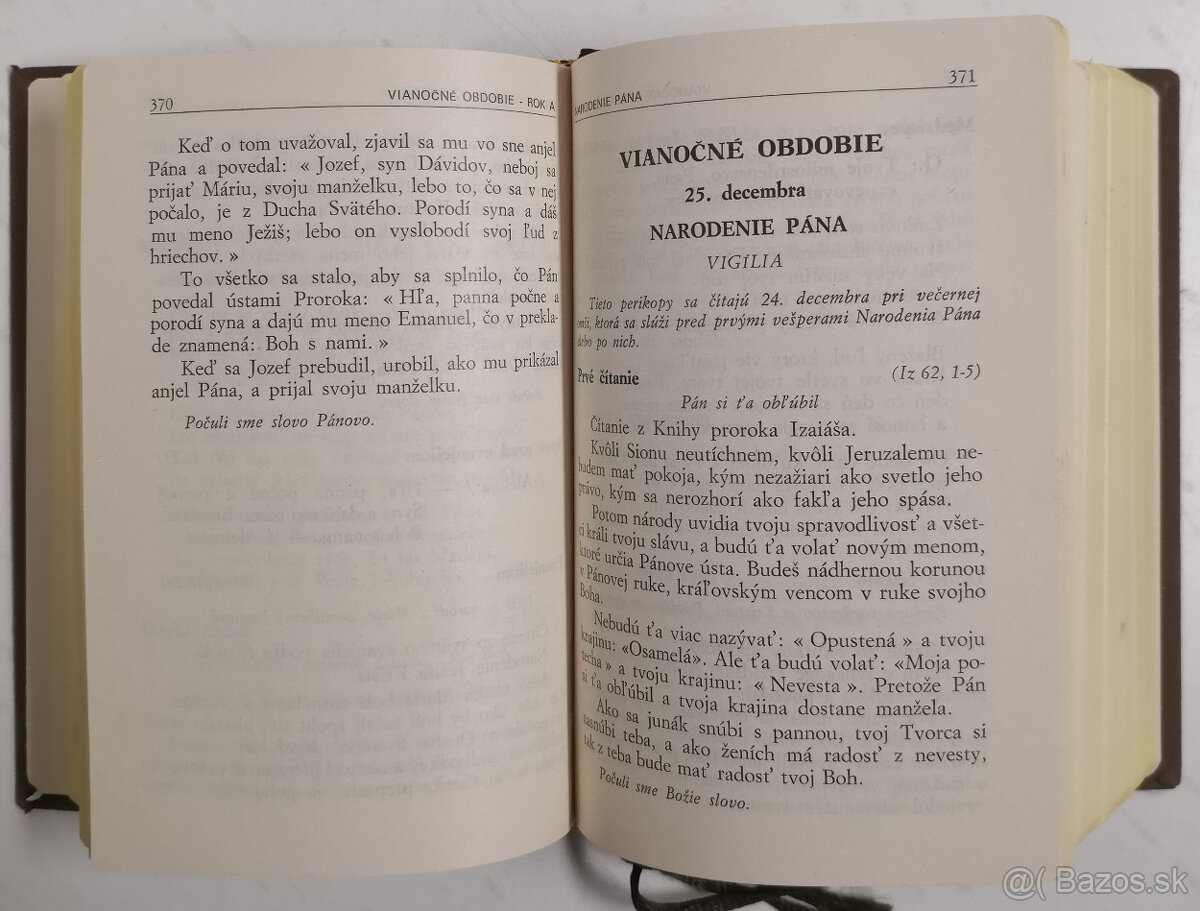 370
VIANOČNÉ OBDOBIE - ROK A
Keď o tom uvažoval, zjavil sa mu vo sne anjel
Pána a povedal: « Jozef, syn Dávidov, neboj sa
prijať Máriu, svoju manželku, lebo to, čo sa v nej
počalo, je z Ducha Svätého. Porodí syna a dáš
mu meno Ježiš; lebo on vyslobodí svoj ľud z
hriechov. »
To všetko sa stalo, aby sa splnilo, čo Pán
povedal ústami Proroka: « Hľa, panna počne a
porodí syna a dajú mu meno Emanuel, čo v prekla-
de znamená: Boh s nami. »
Keď sa Jozef prebudil, urobil, ako mu prikázal
anjel Pána, a prijal svoju manželku.
Počuli sme slovo Pánovo.
NARODENIE PÁNA
371
VIANOČNÉ OBDOBIE
25. decembra
NARODENIE PÁNA
VIGÍLIA
Tieto perikopy sa čítajú 24. decembra pri večernej
omši, ktorá sa slúži pred prvými vešperami Narodenia Pána
alebo po nich.
Prvé čítanie
(Iz 62, 1-5)
Pán si ťa obľúbil
Čítanie z Knihy proroka Izaiáša.
Kvôli Sionu neutíchnem, kvôli Jeruzalemu ne-
budem mať pokoja, kým nezažiari ako svetlo jeho
právo, kým sa nerozhorí ako fakľa jeho spása.
Potom národy uvidia tvoju spravodlivosť a všet-
ci králi tvoju slávu, a budú ťa volať novým menom,
ktoré určia Pánove ústa. Budeš nádhernou korunou
v Pánovej ruke, kráľovským vencom v ruke svojho
Boha.
Nebudú ťa viac nazývať: « Opustená » a tvoju
krajinu: «Osamelá». Ale ťa budú volať: «Moja po-
techa » a tvoju krajinu: « Nevesta ». Pretože Pán
si ťa obľúbil a tvoja krajina dostane manžela.
Ako sa junák snúbi s pannou, tvoj Tvorca si
zasnúbi teba, a ako ženích má radosť z nevesty,
tak z teba bude mať radosť tvoj Boh.
Počuli sme Božie slovo.
@( Bazos.sk